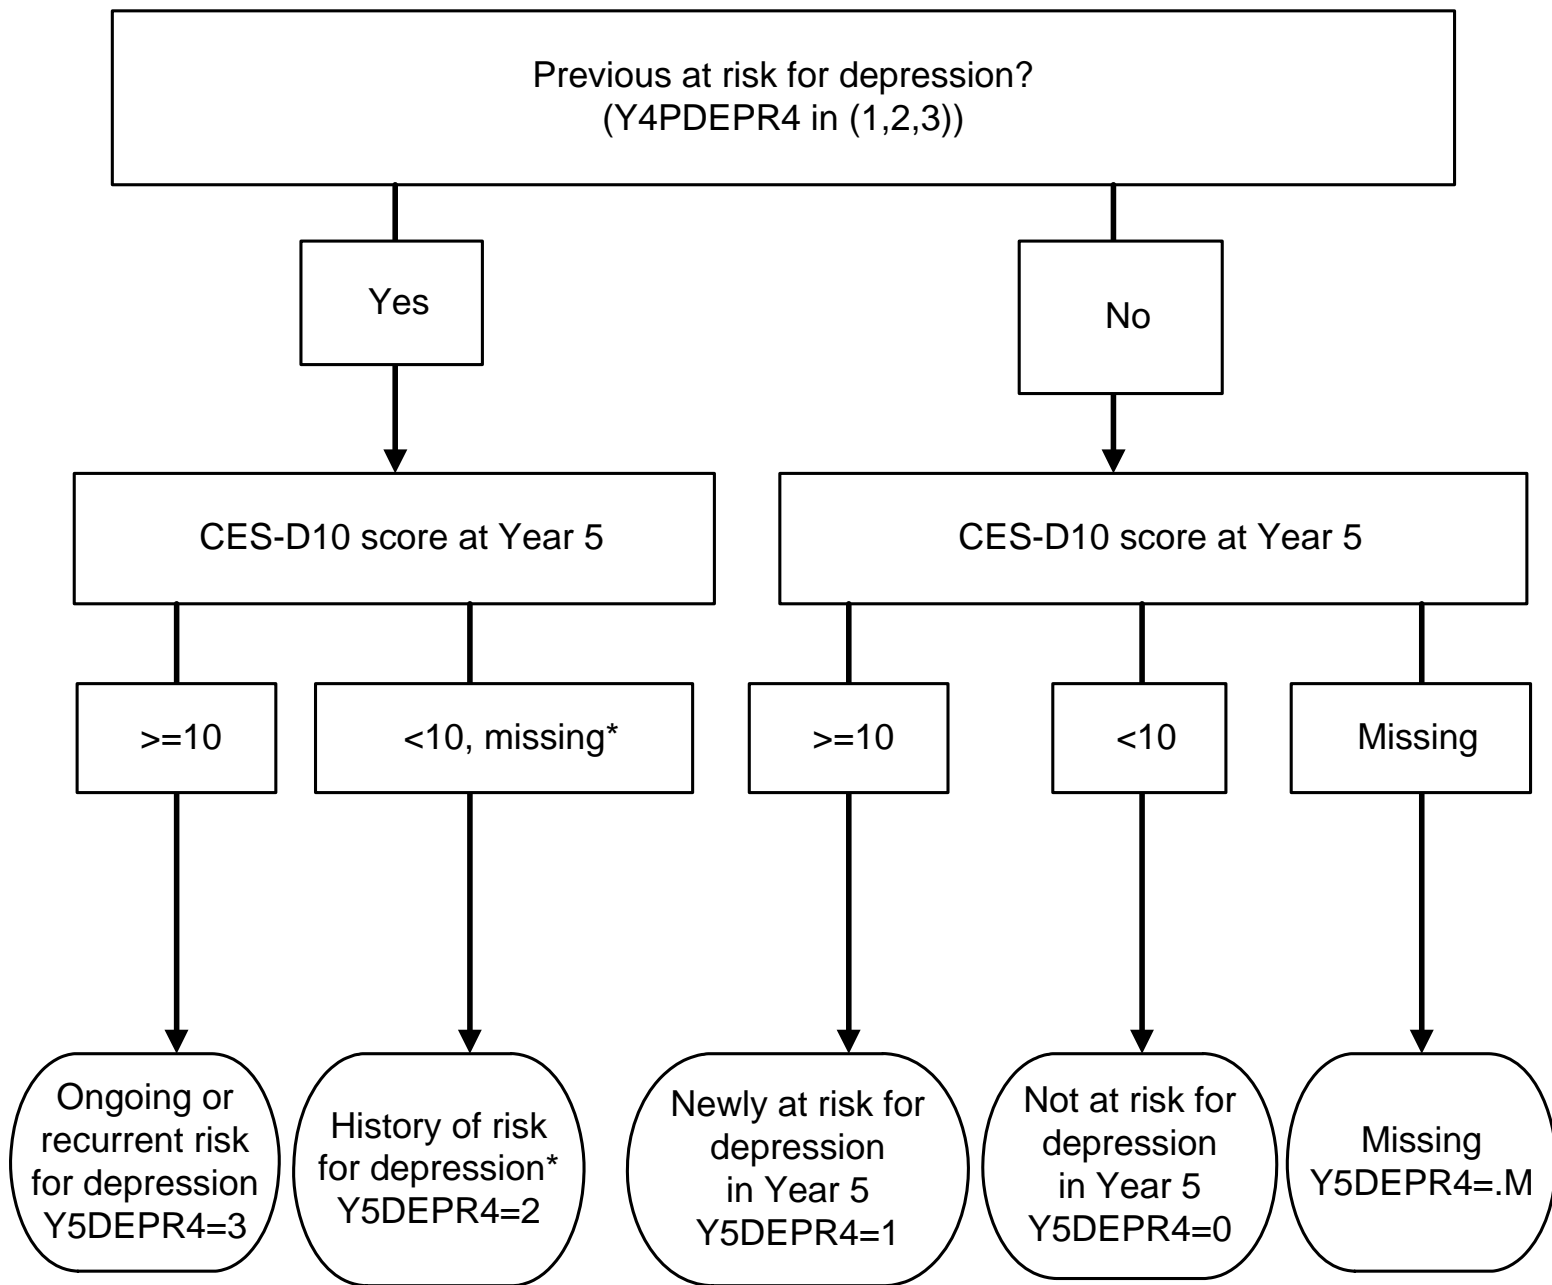 Previous at risk for depression?
(Y4PDEPR4 in (1,2,3))
Yes
No
CES-D10 score at Year 5
CES-D10 score at Year 5
>=10
<10, missing*
>=10
<10
Missing
Ongoing or
recurrent risk
for depression
Y5DEPR4=3
History of risk
for depression*
Y5DEPR4=2
Newly at risk for
depression
in Year 5
Y5DEPR4=1
Not at risk for
depression
in Year 5
Y5DEPR4=0
Missing
Y5DEPR4=.M